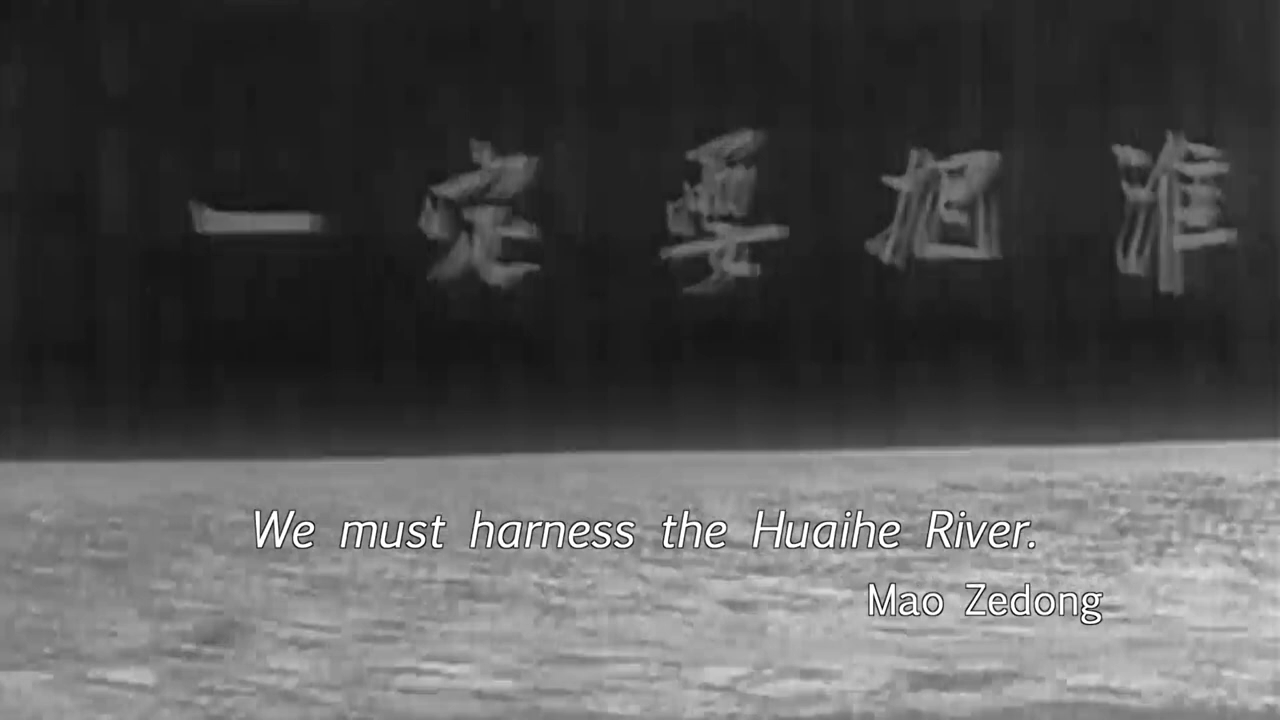 一定要把淮
We must harness the Huaihe River.
Mao Zedong